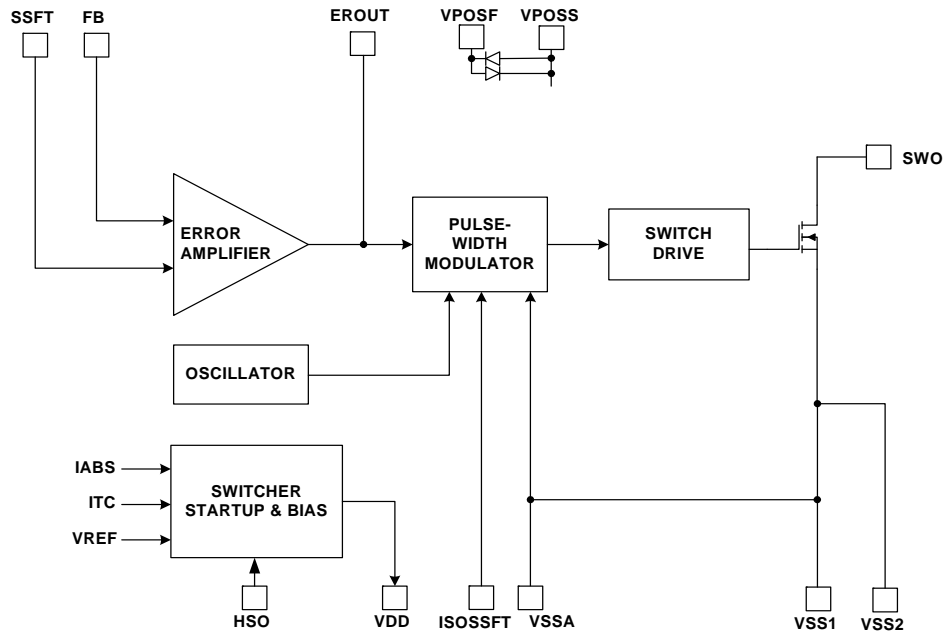 SSFT
FB
EROUT
VPOSF
VPOSS
SWO
ERROR
AMPLIFIER
PULSE-
WIDTH
MODULATOR
SWITCH
DRIVE
OSCILLATOR
IABS
ITC
VREF
SWITCHER
STARTUP & BIAS
HSO
VDD
ISOSSFT
VSSA
VSS1
VSS2